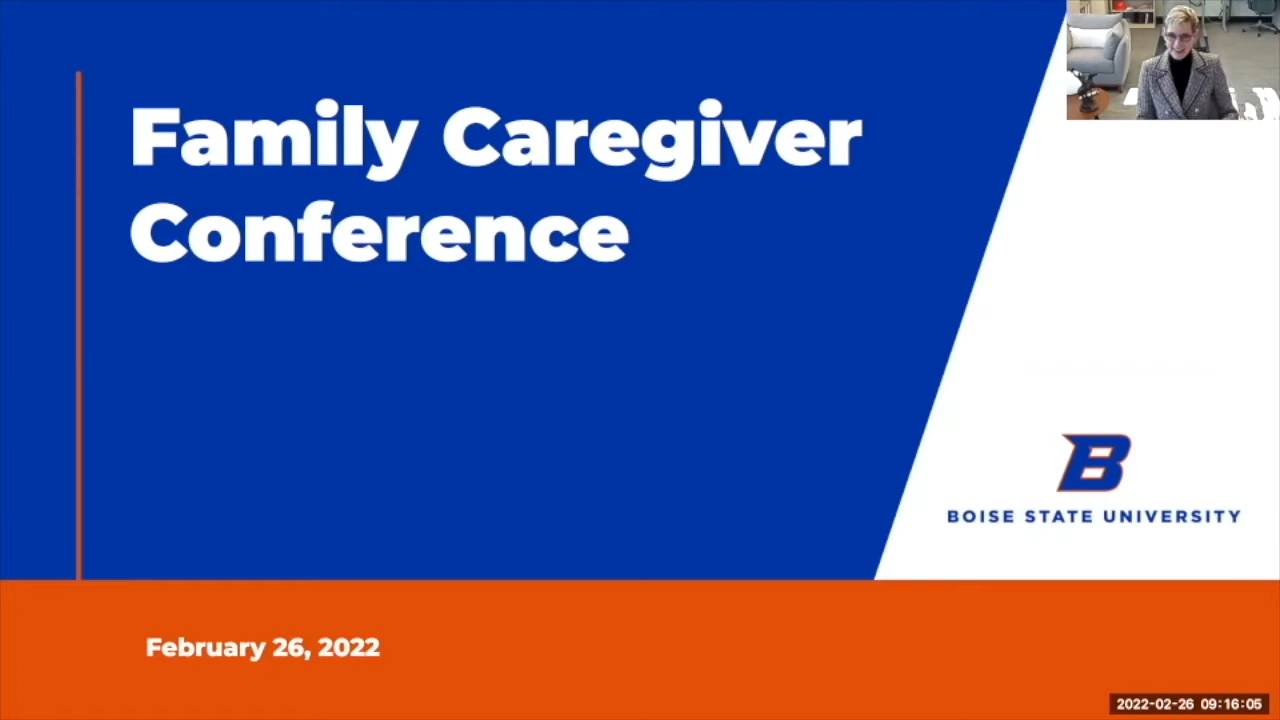 Family Caregiver
Conference
B
BOISE STATE UNIVERSITY
February 26, 2022
2022-02-26 09:16:05